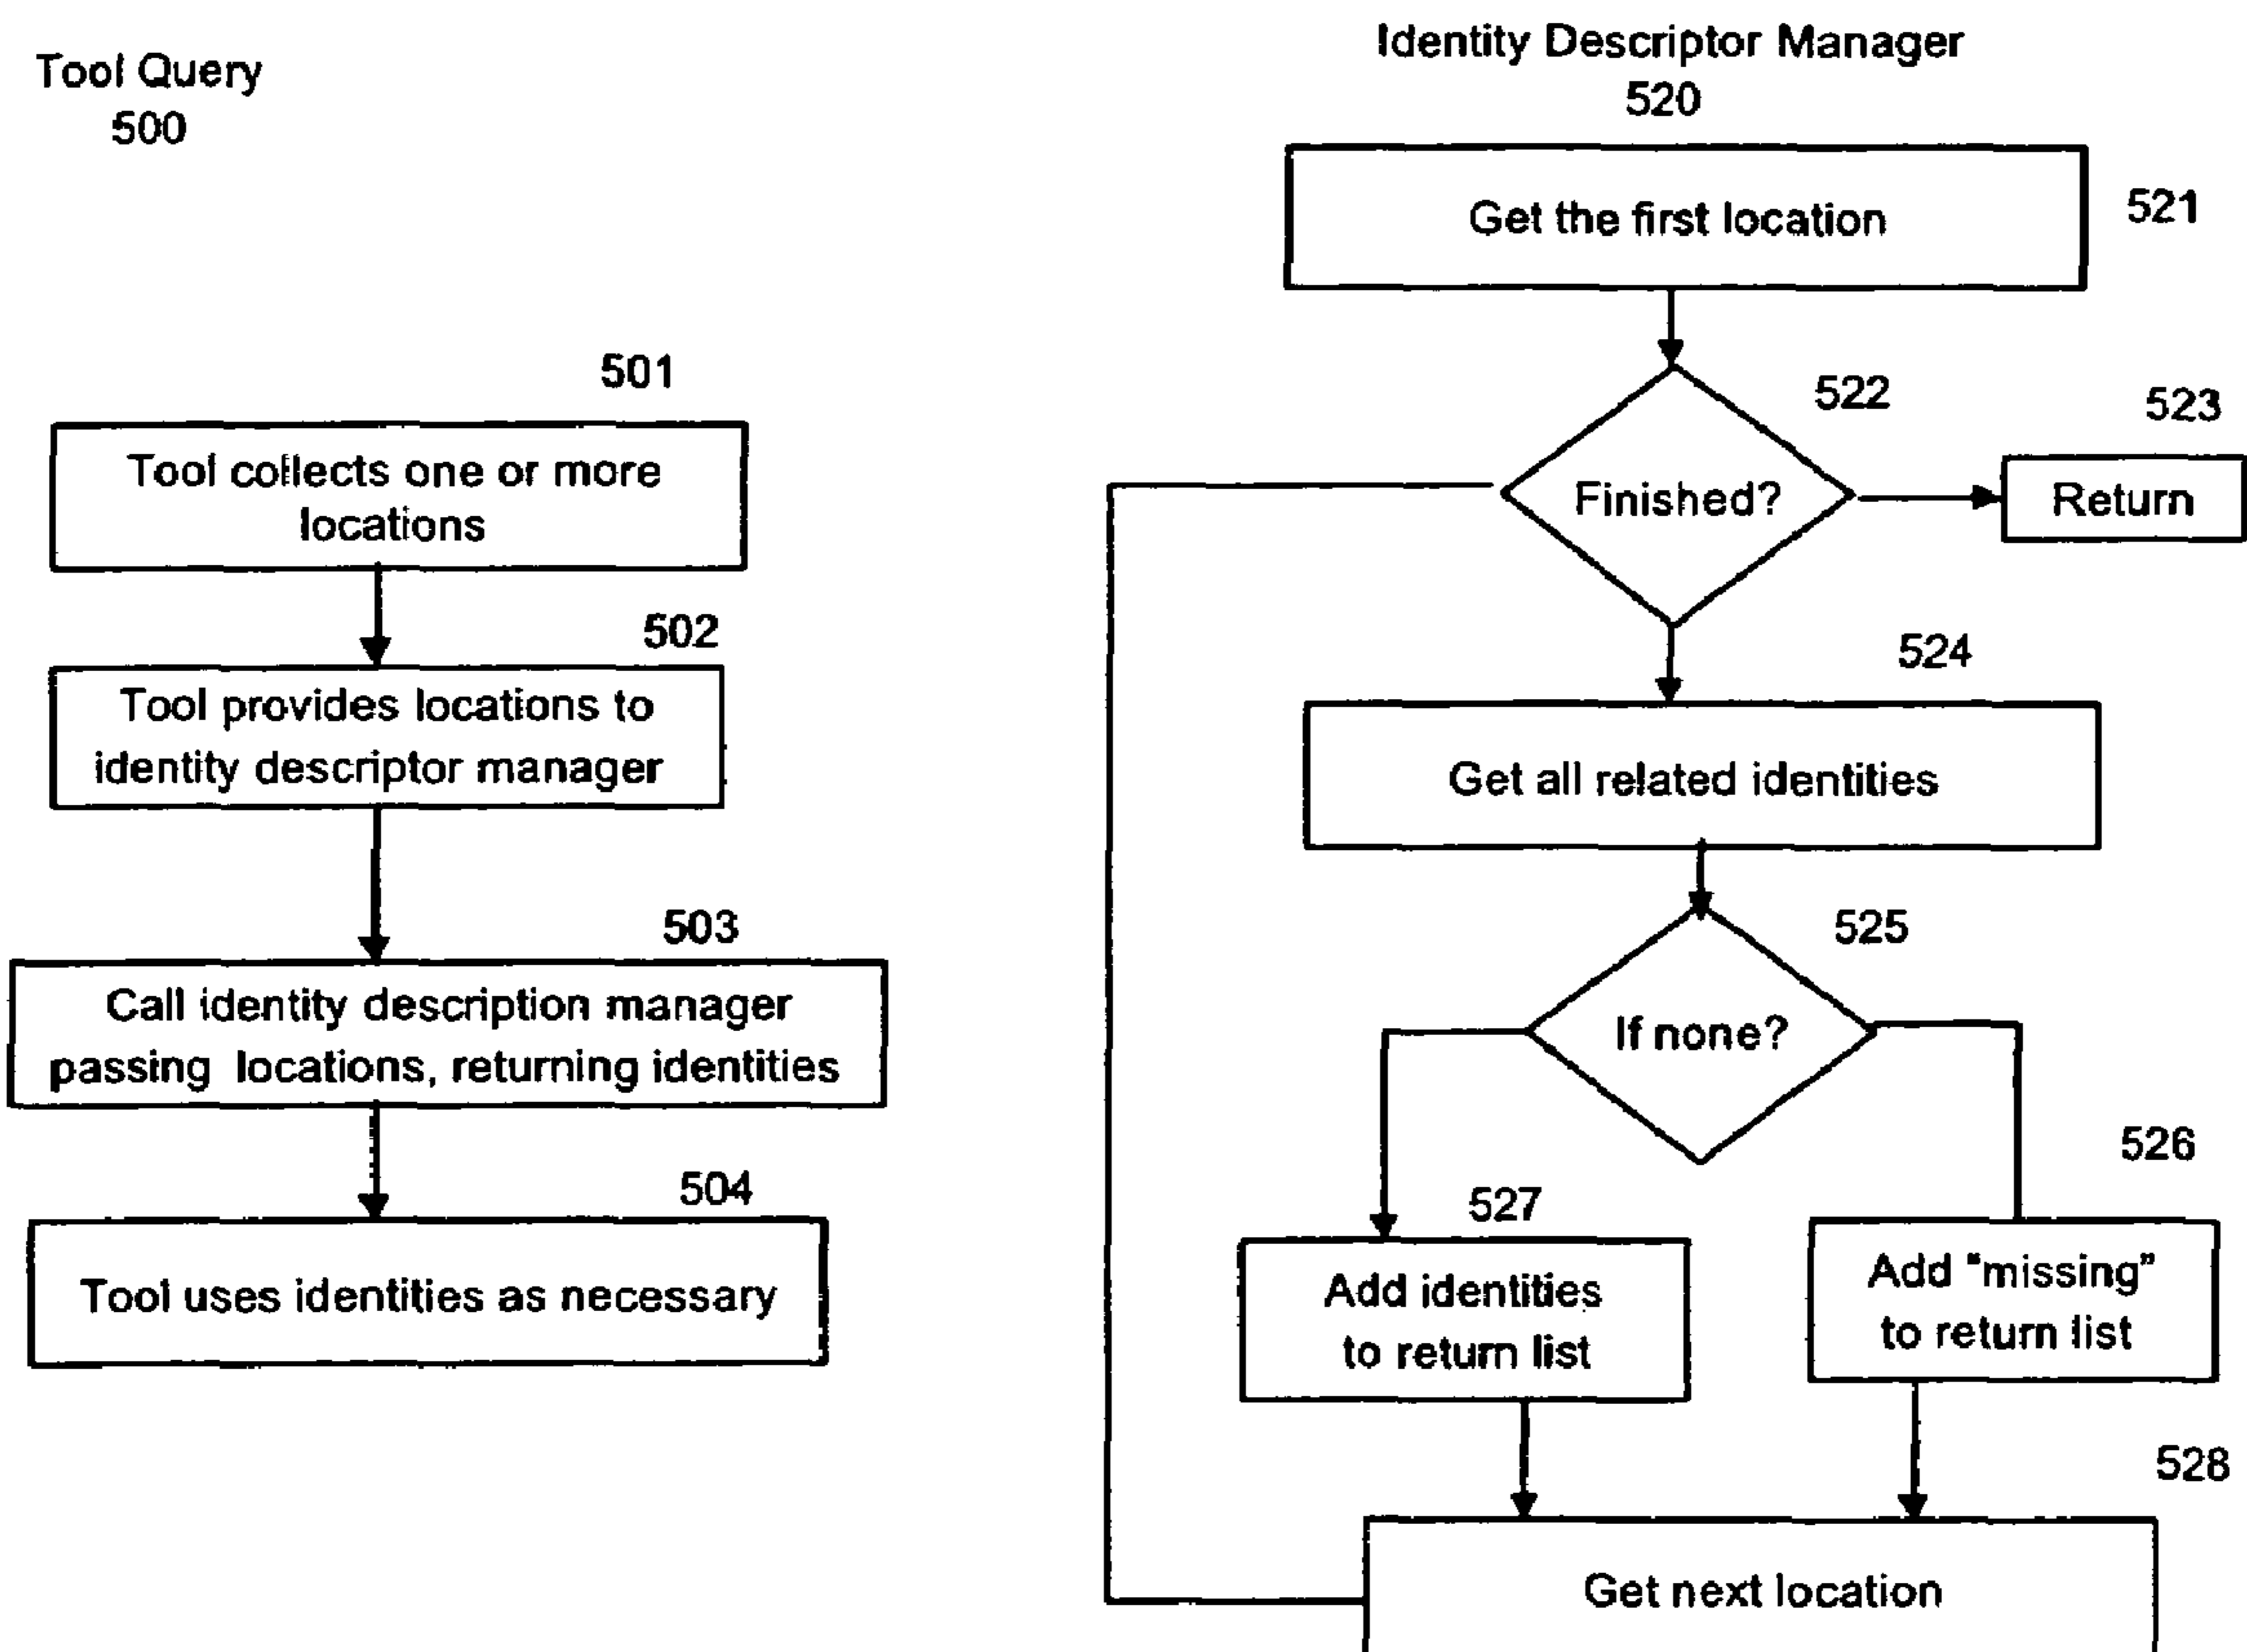 Tool Query
500
501
Tool collects one or more
locations
502
Tool provides locations to
identity descriptor manager
503
Call identity description manager
passing locations, returning identities
504
Tool uses identities as necessary
Identity Descriptor Manager
520
Get the first location
521
522
Finished?
523
Return
524
Get all related identities
525
If none?
526
Add "missing"
to return list
527
Add identities
to return list
528
Get next location